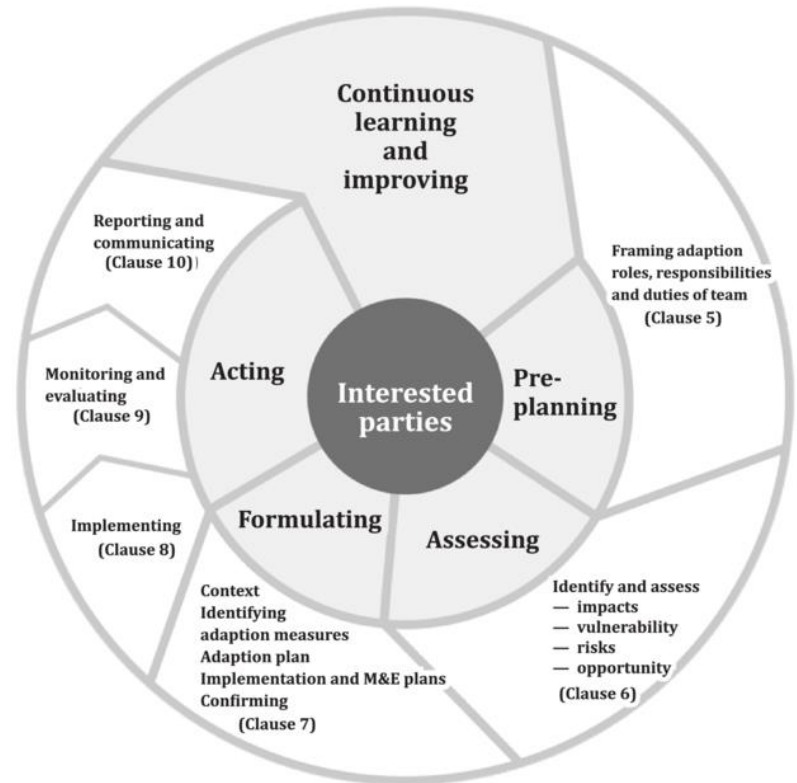 Continuous
learning
and
improving
Framing adaption
roles, responsibilities
and duties of team
(Clause 5)
Pre-
planning
Interested
parties
Assessing
Identify and assess
— impacts
— vulnerability
— risks
— opportunity
(Clause 6)
Formulating
Context
Identifying
adaption measures
Adaption plan
Implementation and M&E plans
Confirming
(Clause 7)
Acting
Implementing
(Clause 8)
Monitoring and
evaluating
(Clause 9)
Reporting and
communicating
(Clause 10)